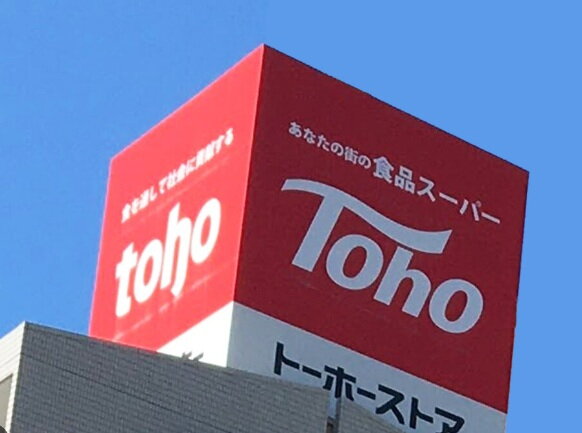 食を通して社会に貢献する
toho
あなたの街の食品スーパー
Toho
トーホーストア